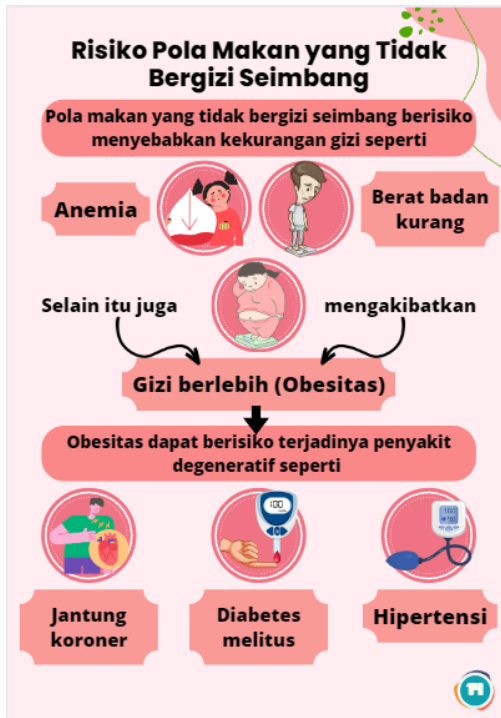 Risiko Pola Makan yang Tidak
Bergizi Seimbang
Pola makan yang tidak bergizi seimbang berisiko
menyebabkan kekurangan gizi seperti
Anemia
Berat badan
kurang
Selain itu juga
mengakibatkan
Gizi berlebih (Obesitas)
Obesitas dapat berisiko terjadinya penyakit
degeneratif seperti
Jantung
koroner
Diabetes
melitus
Hipertensi